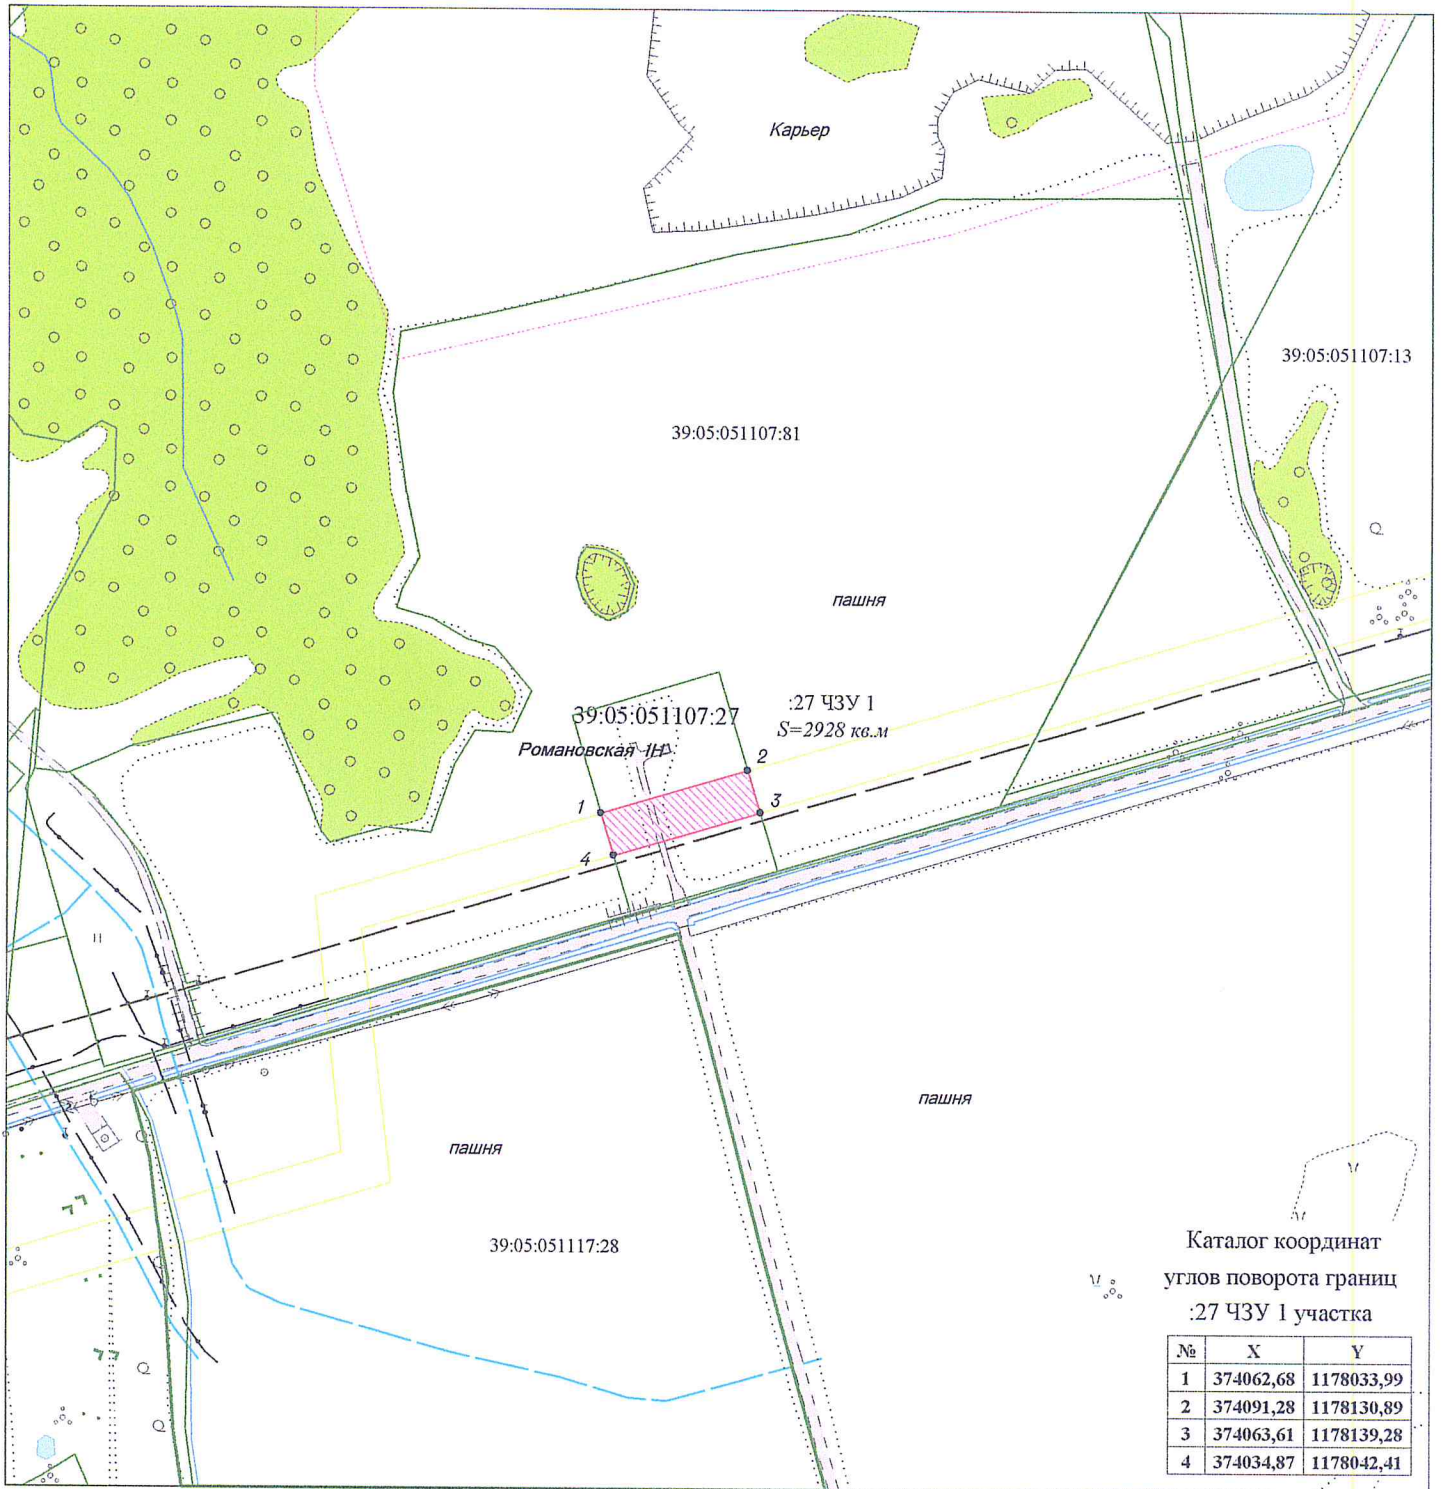 Карьер
39:05:051107:13
39:05:051107:81
пашня
39:05:051107:27
:27 ЧЗУ 1
S=2928 кв.м
Романовская 1Н
2
1
3
4
пашня
пашня
39:05:051117:28
Каталог координат
углов поворота границ
:27 ЧЗУ 1 участка
№ X Y
1 374062,68 1178033,99
2 374091,28 1178130,89
3 374063,61 1178139,28
4 374034,87 1178042,41